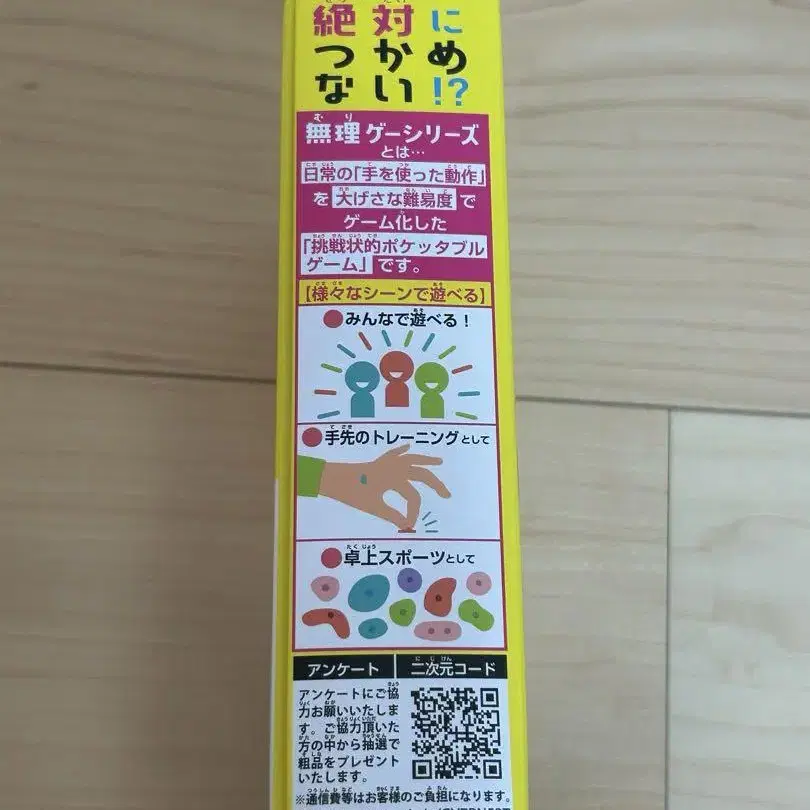 絶対に
つかめ
ない!?
無理ゲーシリーズ
とは…
日常の「手を使った動作」
を大げさな難易度で
ゲーム化した
「挑戦状的ポケッタブル
ゲーム」です。
【様々なシーンで遊べる】
●みんなで遊べる！
●手先のトレーニングとして
●卓上スポーツとして
アンケート 二次元コード
アンケートにご協
力お願いいたしま
す。ご協力頂いた
方の中から抽選で
粗品をプレゼント
いたします。
※通信費等はお客様のご負担になります。